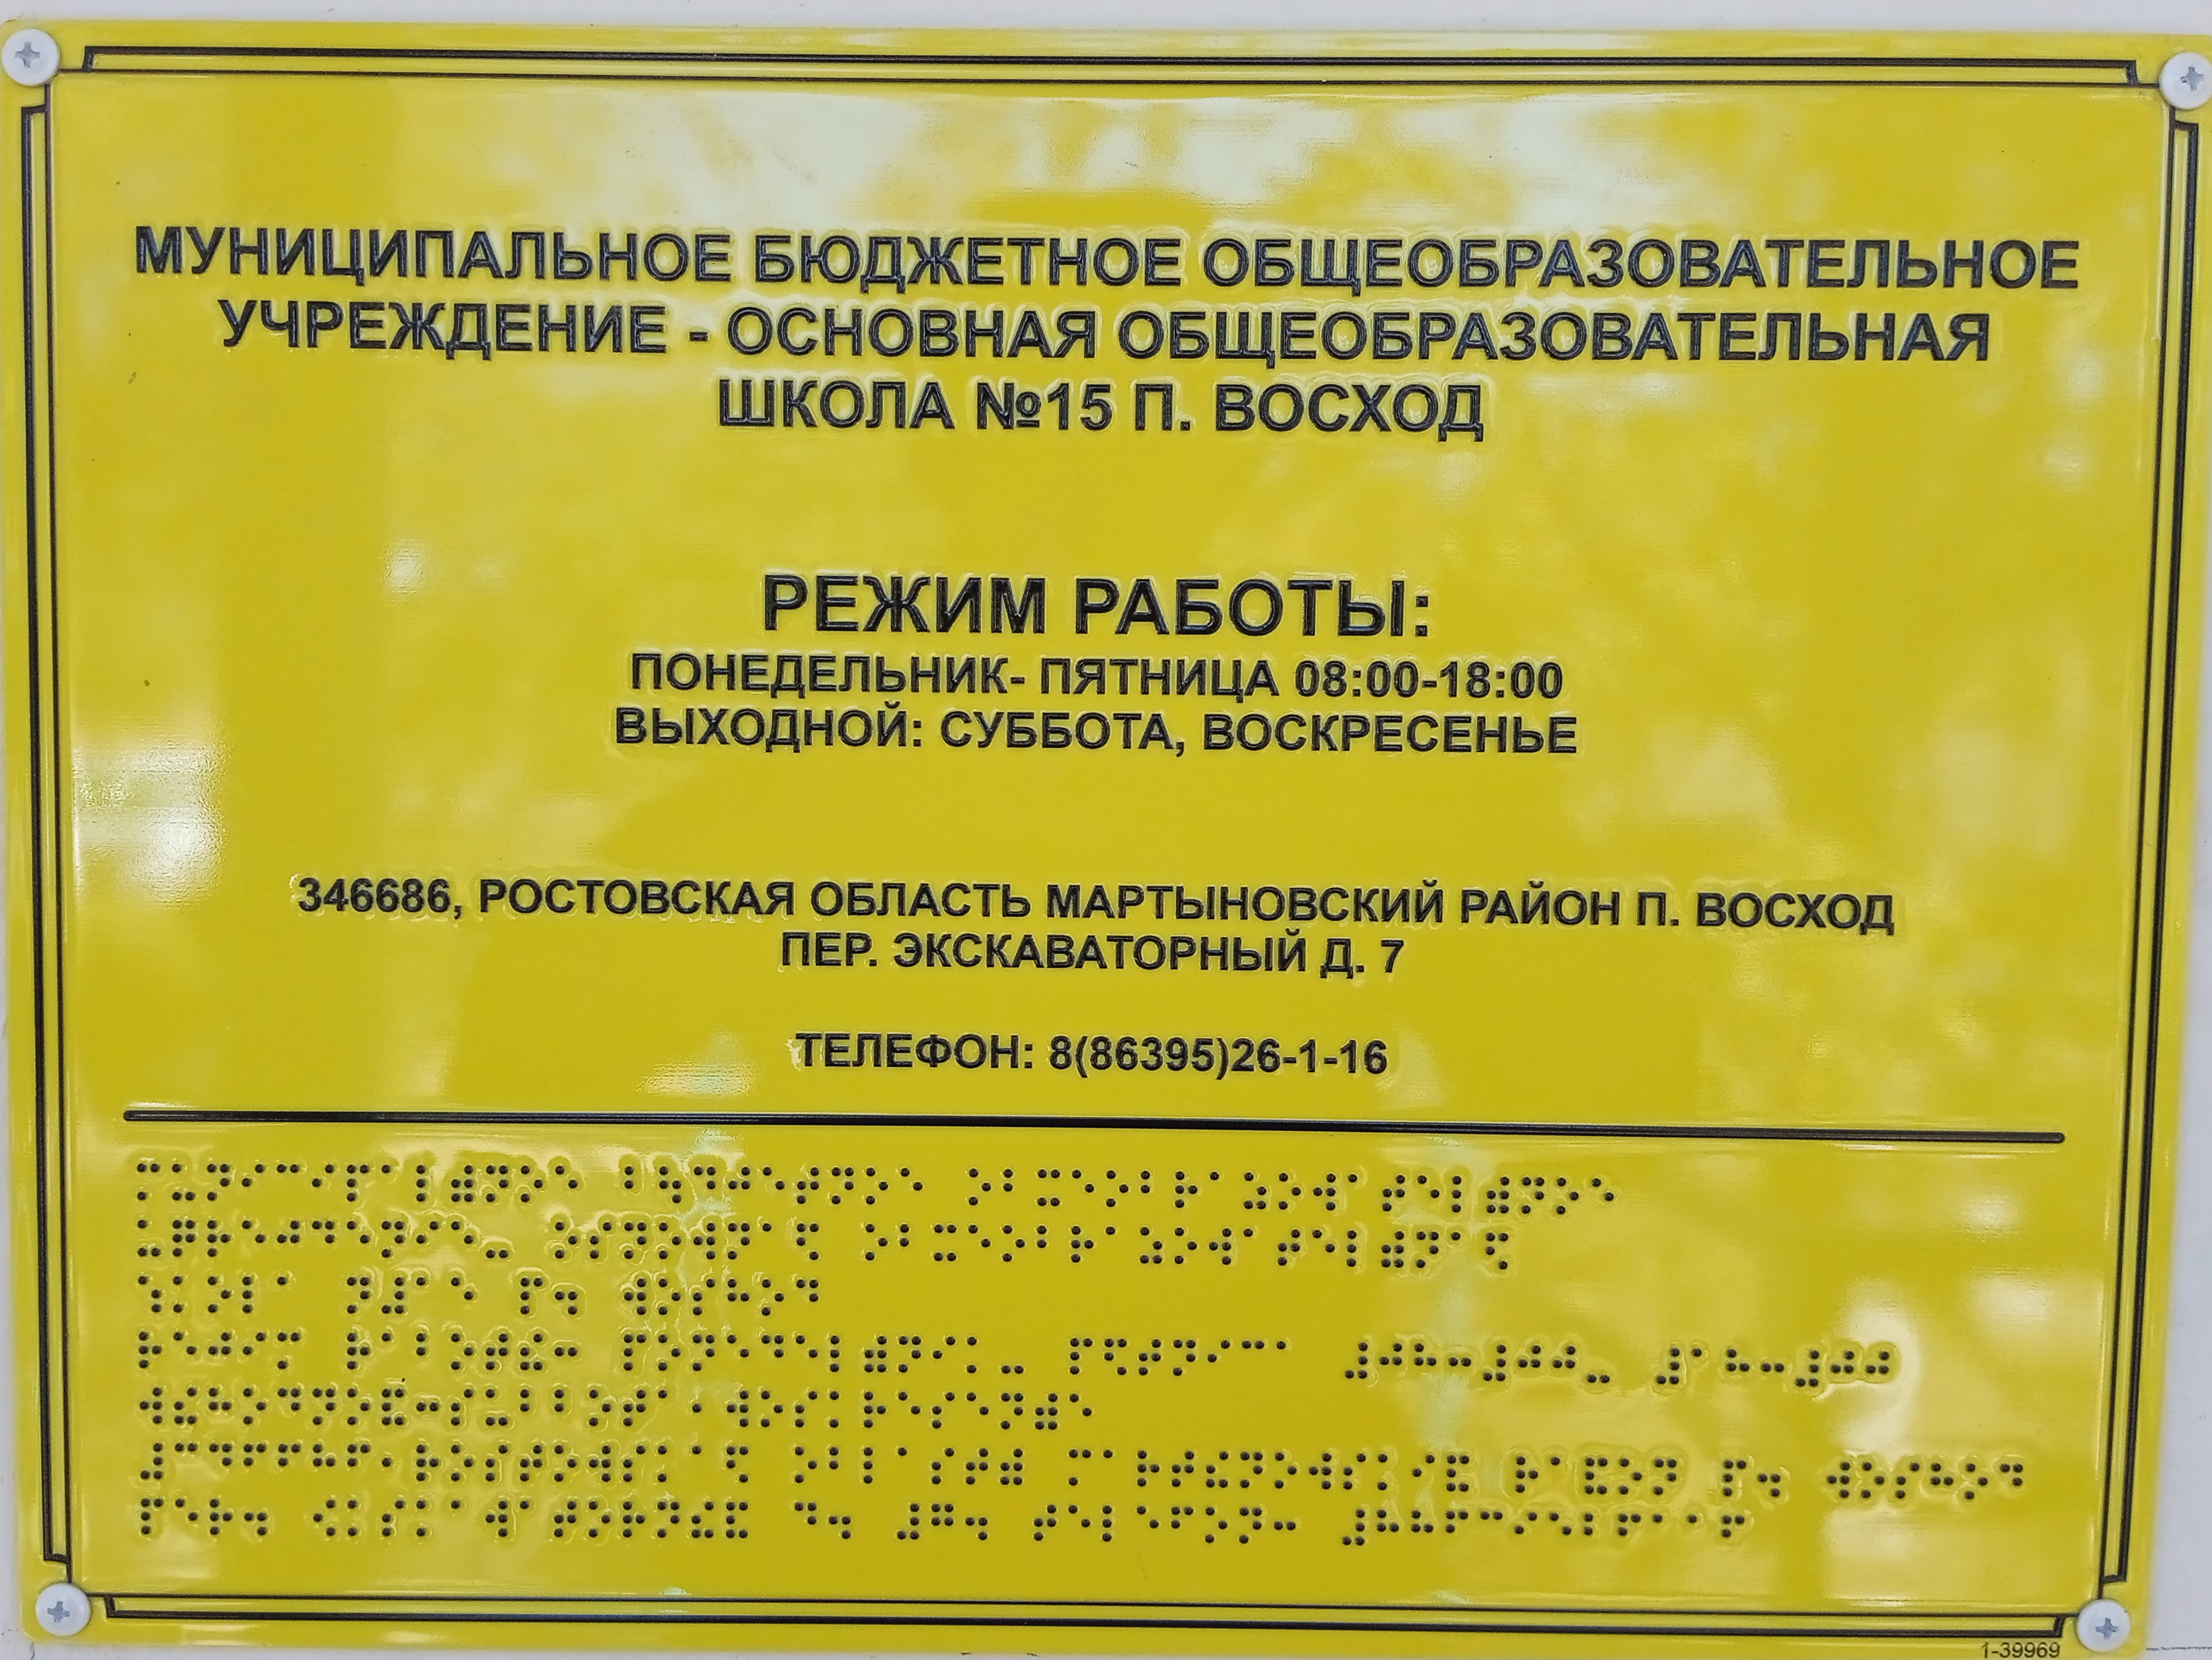 МУНИЦИПАЛЬНОЕ БЮДЖЕТНОЕ ОБЩЕОБРАЗОВАТЕЛЬНОЕ
УЧРЕЖДЕНИЕ - ОСНОВНАЯ ОБЩЕОБРАЗОВАТЕЛЬНАЯ
ШКОЛА №15 П. ВОСХОД
РЕЖИМ РАБОТЫ:
ПОНЕДЕЛЬНИК- ПЯТНИЦА 08:00-18:00
ВЫХОДНОЙ: СУББОТА, ВОСКРЕСЕНЬЕ
346686, РОСТОВСКАЯ ОБЛАСТЬ МАРТЫНОВСКИЙ РАЙОН П. ВОСХОД
ПЕР. ЭКСКАВАТОРНЫЙ Д. 7
ТЕЛЕФОН: 8(86395)26-1-16
1-39969